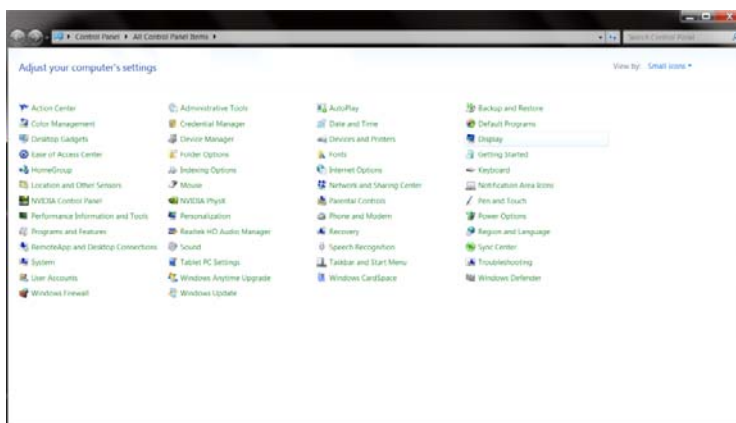 Control Panel ▸ All Control Panel Items ▸ Search Control Panel
Adjust your computer's settings View by: Small icons
Action Center Administrative Tools AutoPlay Backup and Restore
Color Management Credential Manager Date and Time Default Programs
Desktop Gadgets Device Manager Devices and Printers Display
Ease of Access Center Folder Options Fonts Getting Started
HomeGroup Indexing Options Internet Options Keyboard
Location and Other Sensors Mouse Network and Sharing Center Notification Area Icons
NVIDIA Control Panel NVIDIA PhysX Parental Controls Pen and Touch
Performance Information and Tools Personalization Phone and Modem Power Options
Programs and Features Realtek HD Audio Manager Recovery Region and Language
RemoteApp and Desktop Connections Sound Speech Recognition Sync Center
System Tablet PC Settings Taskbar and Start Menu Troubleshooting
User Accounts Windows Anytime Upgrade Windows CardSpace Windows Defender
Windows Firewall Windows Update